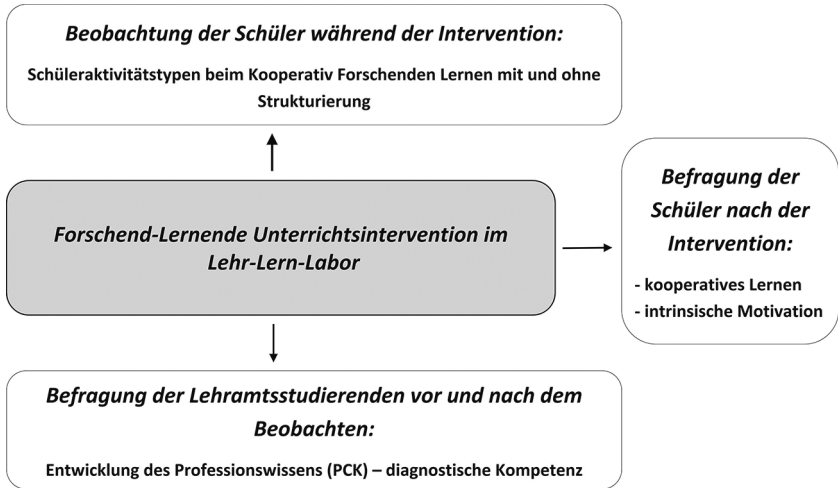 Beobachtung der Schüler während der Intervention:
Schüleraktivitätstypen beim Kooperativ Forschenden Lernen mit und ohne
Strukturierung
Forschend-Lernende Unterrichtsintervention im
Lehr-Lern-Labor
Befragung der
Schüler nach der
Intervention:
- kooperatives Lernen
- intrinsische Motivation
Befragung der Lehramtsstudierenden vor und nach dem
Beobachten:
Entwicklung des Professionswissens (PCK) – diagnostische Kompetenz